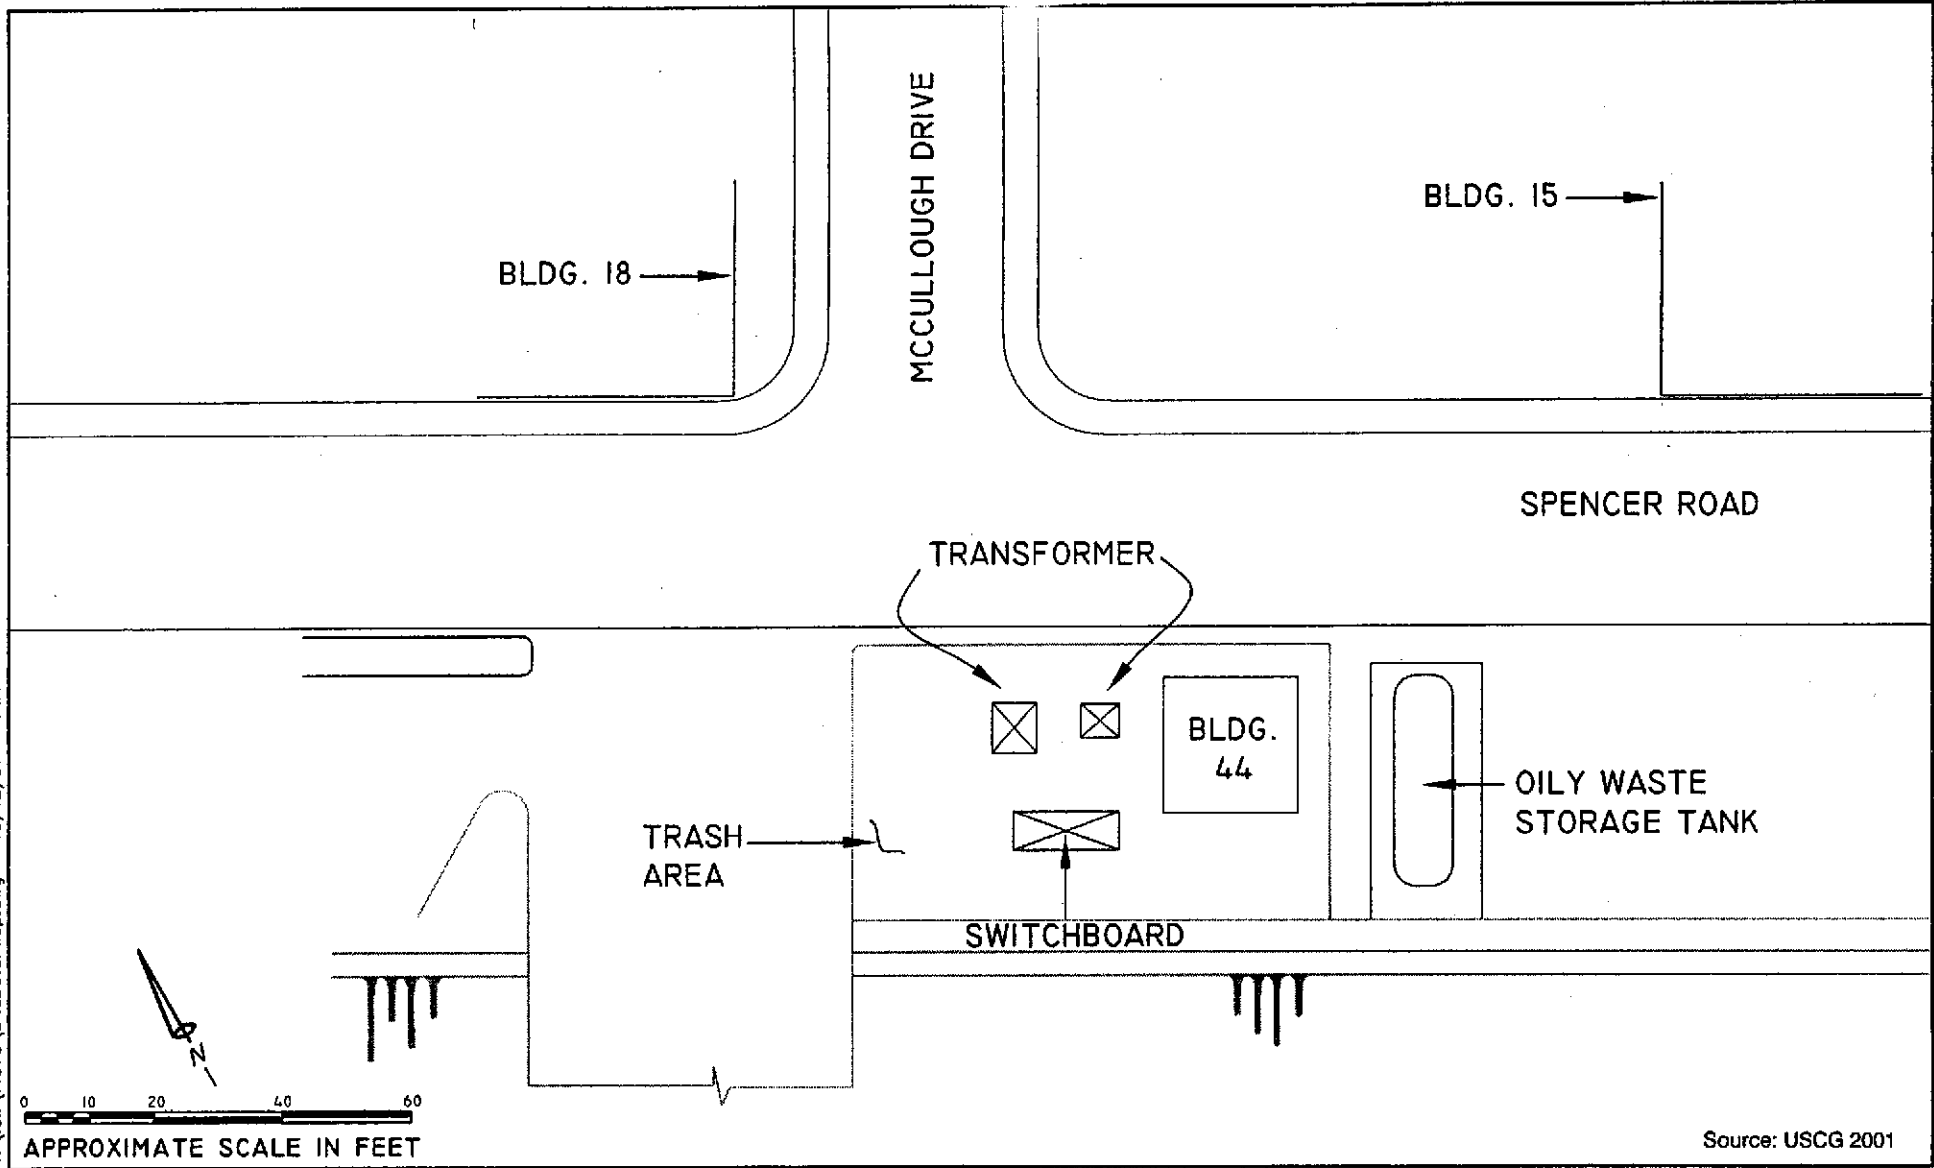 MCCULLOUGH DRIVE
BLDG. 15
BLDG. 18
SPENCER ROAD
TRANSFORMER
BLDG.
44
OILY WASTE
STORAGE TANK
TRASH
AREA
SWITCHBOARD
N
0 10 20 40 60
APPROXIMATE SCALE IN FEET
Source: USCG 2001